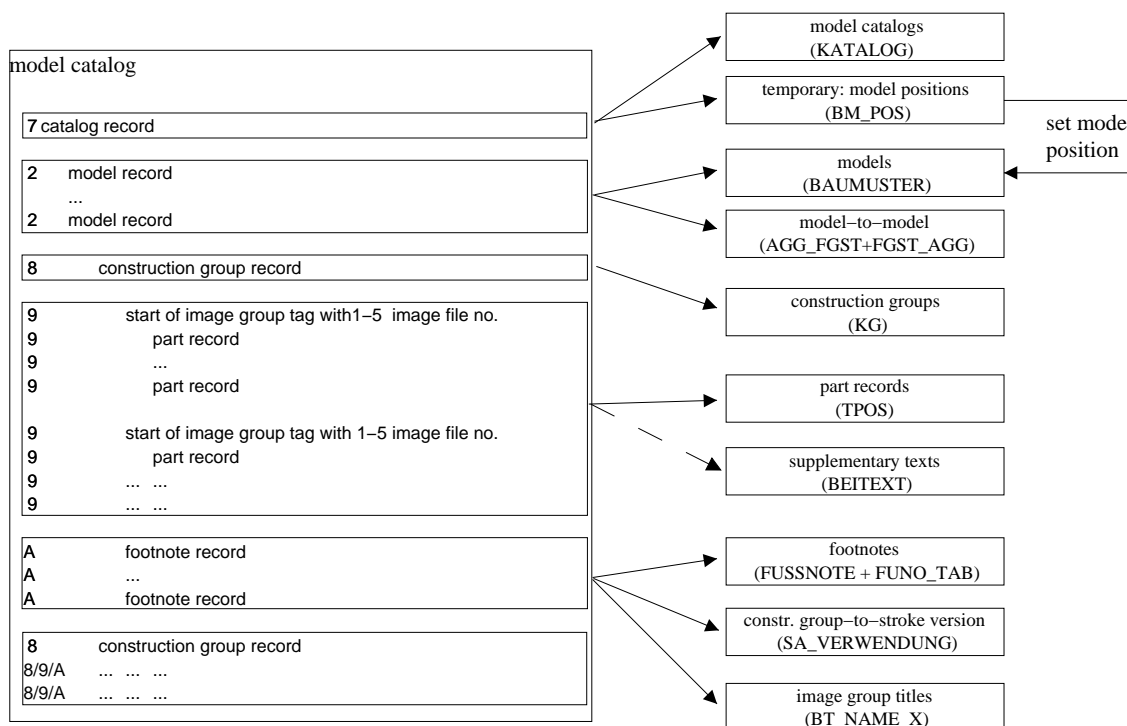 model catalog
7 catalog record
2 model record
...
2 model record
8 construction group record
9 start of image group tag with1−5 image file no.
9 part record
9 ...
9 part record
9 start of image group tag with 1−5 image file no.
9 part record
9 ... ...
9 ... ...
A footnote record
A ...
A footnote record
8 construction group record
8/9/A ... ... ...
8/9/A ... ... ...
model catalogs
(KATALOG)
temporary: model positions
(BM_POS)
models
(BAUMUSTER)
model−to−model
(AGG_FGST+FGST_AGG)
construction groups
(KG)
part records
(TPOS)
supplementary texts
(BEITEXT)
footnotes
(FUSSNOTE + FUNO_TAB)
constr. group−to−stroke version
(SA_VERWENDUNG)
image group titles
(BT_NAME_X)
set mode
position